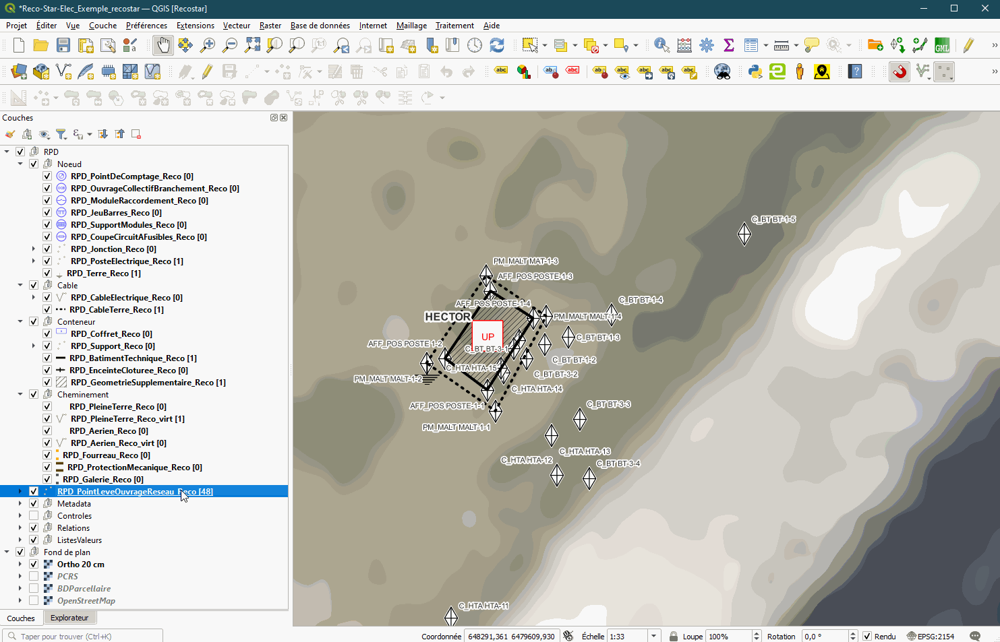 *Reco-Star-Elec_Exemple_recostar — QGIS [Recostar]
Projet Éditer Vue Couche Préférences Extensions Vecteur Raster Base de données Internet Maillage Traitement Aide
Couches
RPD
Noeud
RPD_PointDeComptage_Reco [0]
RPD_OuvrageCollectifBranchement_Reco [0]
RPD_ModuleRaccordement_Reco [0]
RPD_JeuBarres_Reco [0]
RPD_SupportModules_Reco [0]
RPD_CoupeCircuitAFusibles_Reco [0]
RPD_Jonction_Reco [0]
RPD_PosteElectrique_Reco [1]
RPD_Terre_Reco [1]
Cable
RPD_CableElectrique_Reco [0]
RPD_CableTerre_Reco [1]
Conteneur
RPD_Coffret_Reco [0]
RPD_Support_Reco [0]
RPD_BatimentTechnique_Reco [1]
RPD_EnceinteCloturee_Reco [0]
RPD_GeometrieSupplementaire_Reco [1]
Cheminement
RPD_PleineTerre_Reco [0]
RPD_PleineTerre_Reco_virt [1]
RPD_Aerien_Reco [0]
RPD_Aerien_Reco_virt [0]
RPD_Fourreau_Reco [0]
RPD_ProtectionMecanique_Reco [0]
RPD_Galerie_Reco [0]
RPD_PointLeveOuvrageReseau_Reco [48]
Metadata
Controles
Relations
ListesValeurs
Fond de plan
Ortho 20 cm
PCRS
BDParcellaire
OpenStreetMap
Couches Explorateur
C_BT BT-1-5
PM_MALT MAT-1-3
AFF_POS POSTE-1-3
AFF_POS POSTE-1-4
C_BT BT-1-4
HECTOR
PM_MALT MALT-1-4
UP
C_BT BT-1-3
AFF_POS POSTE 1-2
C_BT BT-3-1
C_BT BT-1-2
C_HTA HTA-15
C_BT BT-3-2
PM_MALT MALT-1-2
C_HTA HTA-14
AFF_POS POSTE-1-1
C_BT BT-3-3
PM_MALT MALT-1-1
C_HTA HTA-13
C_HTA HTA-12
C_BT BT-3-4
C_HTA HTA-11
Taper pour trouver (Ctrl+K)
Coordonnée 648291,361 6479609,930 Échelle 1:33 Loupe 100% Rotation 0,0 ° Rendu EPSG:2154